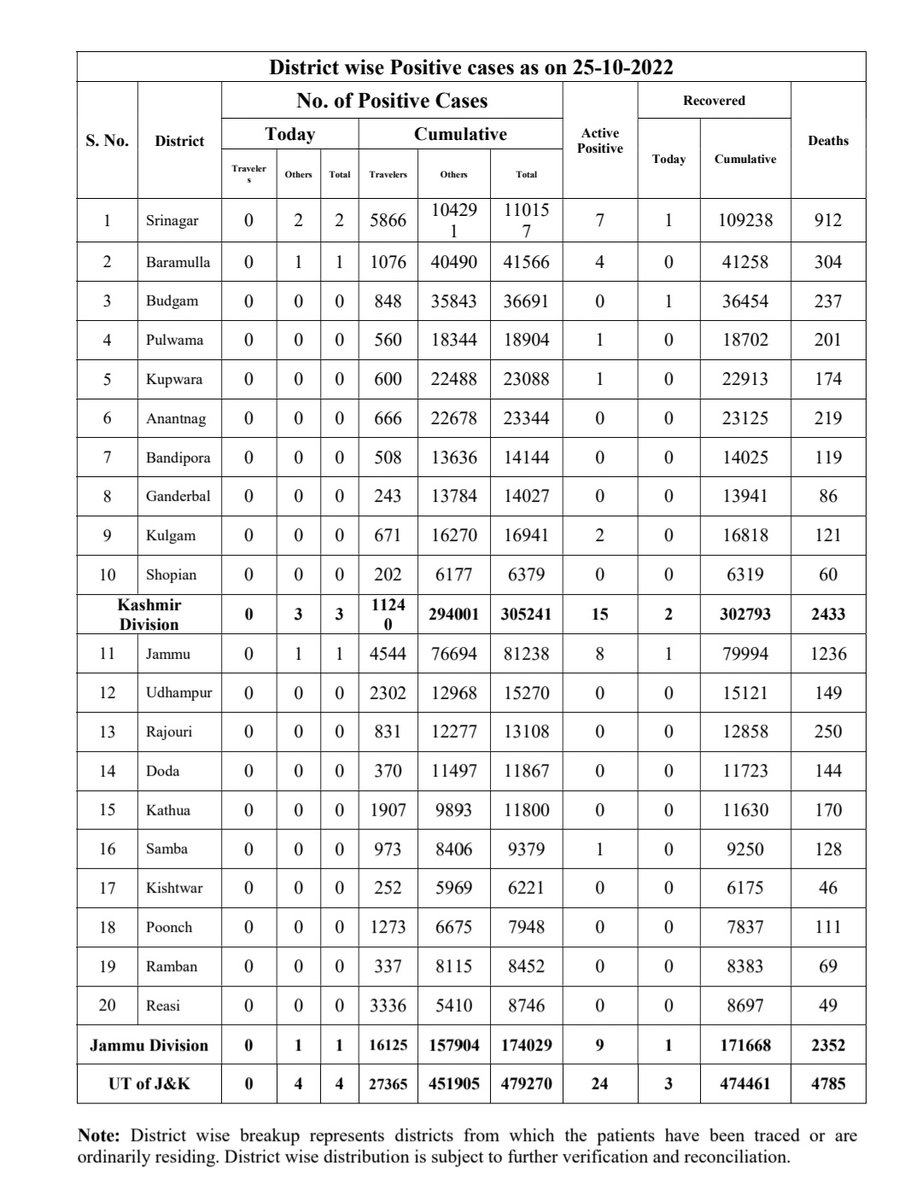 District wise Positive cases as on 25-10-2022
S. No. District No. of Positive Cases Active Positive Recovered Deaths
Today Cumulative Today Cumulative
Travelers Others Total Travelers Others Total
1 Srinagar 0 2 2 5866 104291 110157 7 1 109238 912
2 Baramulla 0 1 1 1076 40490 41566 4 0 41258 304
3 Budgam 0 0 0 848 35843 36691 0 1 36454 237
4 Pulwama 0 0 0 560 18344 18904 1 0 18702 201
5 Kupwara 0 0 0 600 22488 23088 1 0 22913 174
6 Anantnag 0 0 0 666 22678 23344 0 0 23125 219
7 Bandipora 0 0 0 508 13636 14144 0 0 14025 119
8 Ganderbal 0 0 0 243 13784 14027 0 0 13941 86
9 Kulgam 0 0 0 671 16270 16941 2 0 16818 121
10 Shopian 0 0 0 202 6177 6379 0 0 6319 60
Kashmir Division 0 3 3 11240 294001 305241 15 2 302793 2433
11 Jammu 0 1 1 4544 76694 81238 8 1 79994 1236
12 Udhampur 0 0 0 2302 12968 15270 0 0 15121 149
13 Rajouri 0 0 0 831 12277 13108 0 0 12858 250
14 Doda 0 0 0 370 11497 11867 0 0 11723 144
15 Kathua 0 0 0 1907 9893 11800 0 0 11630 170
16 Samba 0 0 0 973 8406 9379 1 0 9250 128
17 Kishtwar 0 0 0 252 5969 6221 0 0 6175 46
18 Poonch 0 0 0 1273 6675 7948 0 0 7837 111
19 Ramban 0 0 0 337 8115 8452 0 0 8383 69
20 Reasi 0 0 0 3336 5410 8746 0 0 8697 49
Jammu Division 0 1 1 16125 157904 174029 9 1 171668 2352
UT of J&K 0 4 4 27365 451905 479270 24 3 474461 4785
Note: District wise breakup represents districts from which the patients have been traced or are
ordinarily residing. District wise distribution is subject to further verification and reconciliation.